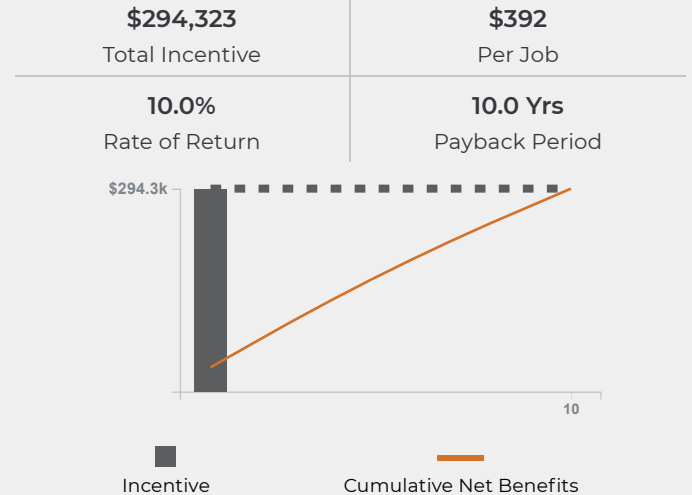 $294,323
Total Incentive
$392
Per Job
10.0%
Rate of Return
10.0 Yrs
Payback Period
$294.3k
10
Incentive
Cumulative Net Benefits